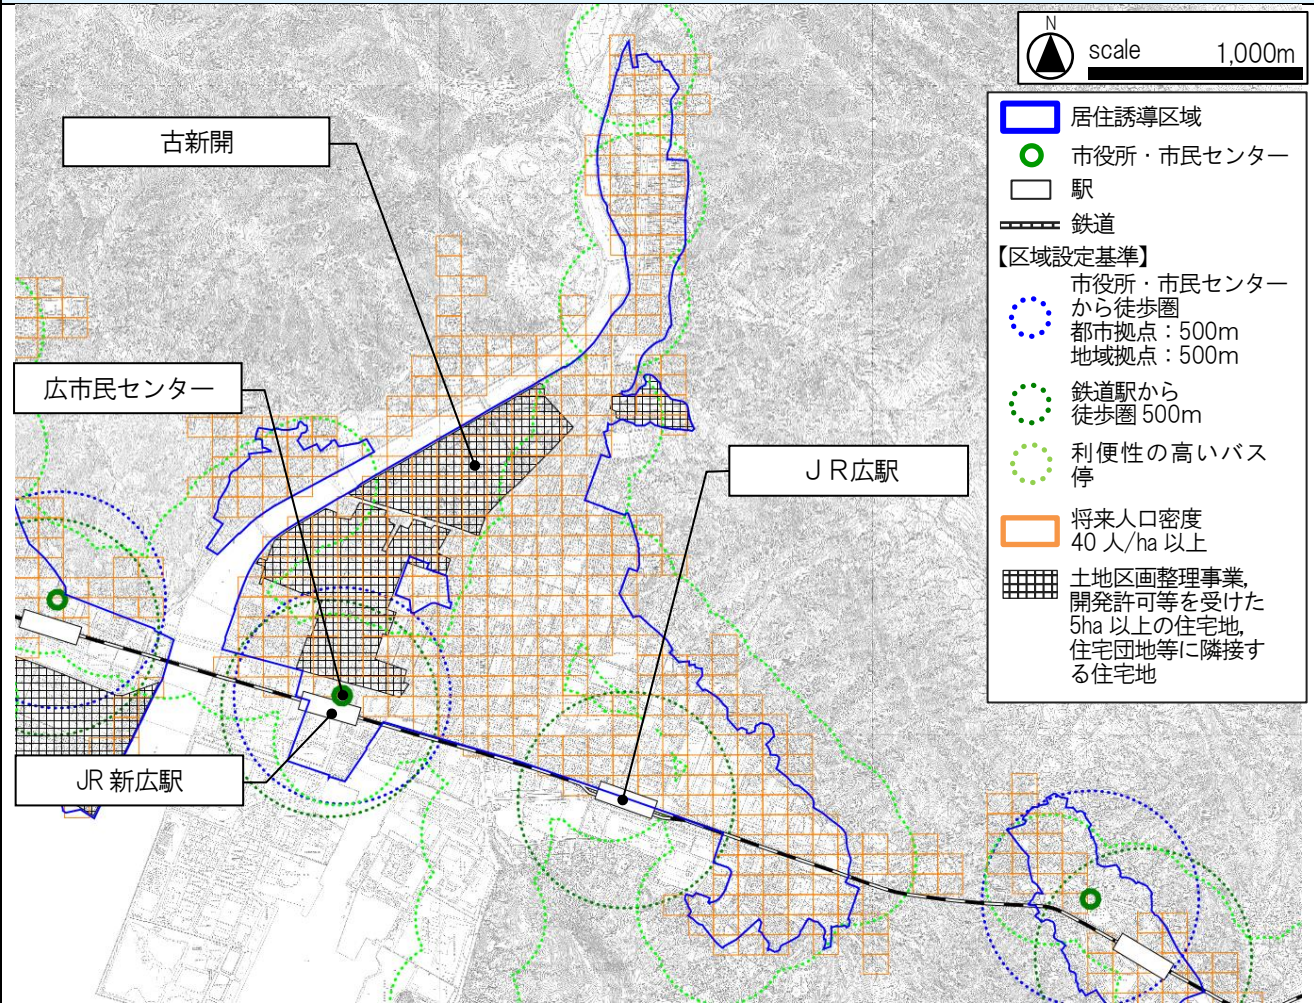 N
scale 1,000m
居住誘導区域
市役所・市民センター
駅
鉄道
【区域設定基準】
市役所・市民センター
から徒歩圏
都市拠点：500m
地域拠点：500m
鉄道駅から
徒歩圏 500m
利便性の高いバス
停
将来人口密度
40 人/ha 以上
土地区画整理事業,
開発許可等を受けた
5ha 以上の住宅地,
住宅団地等に隣接す
る住宅地
古新開
広市民センター
ＪＲ広駅
JR 新広駅